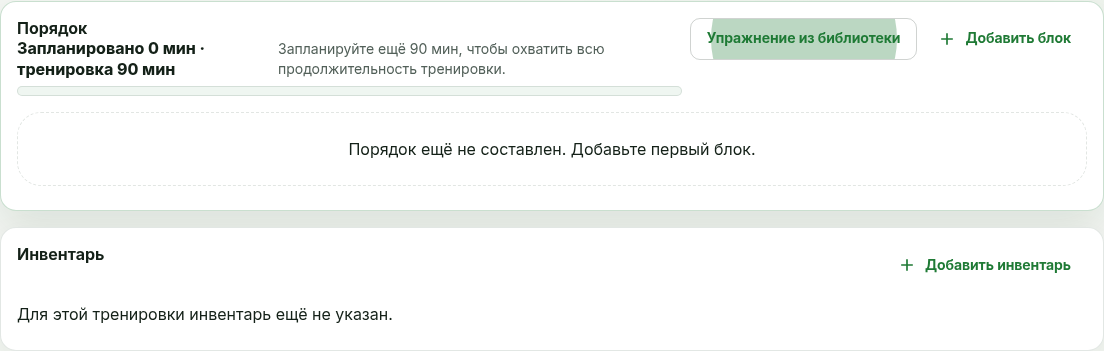 Порядок
Запланировано 0 мин ·
тренировка 90 мин
Запланируйте ещё 90 мин, чтобы охватить всю
продолжительность тренировки.
Упражнение из библиотеки
+ Добавить блок
Порядок ещё не составлен. Добавьте первый блок.
Инвентарь
+ Добавить инвентарь
Для этой тренировки инвентарь ещё не указан.